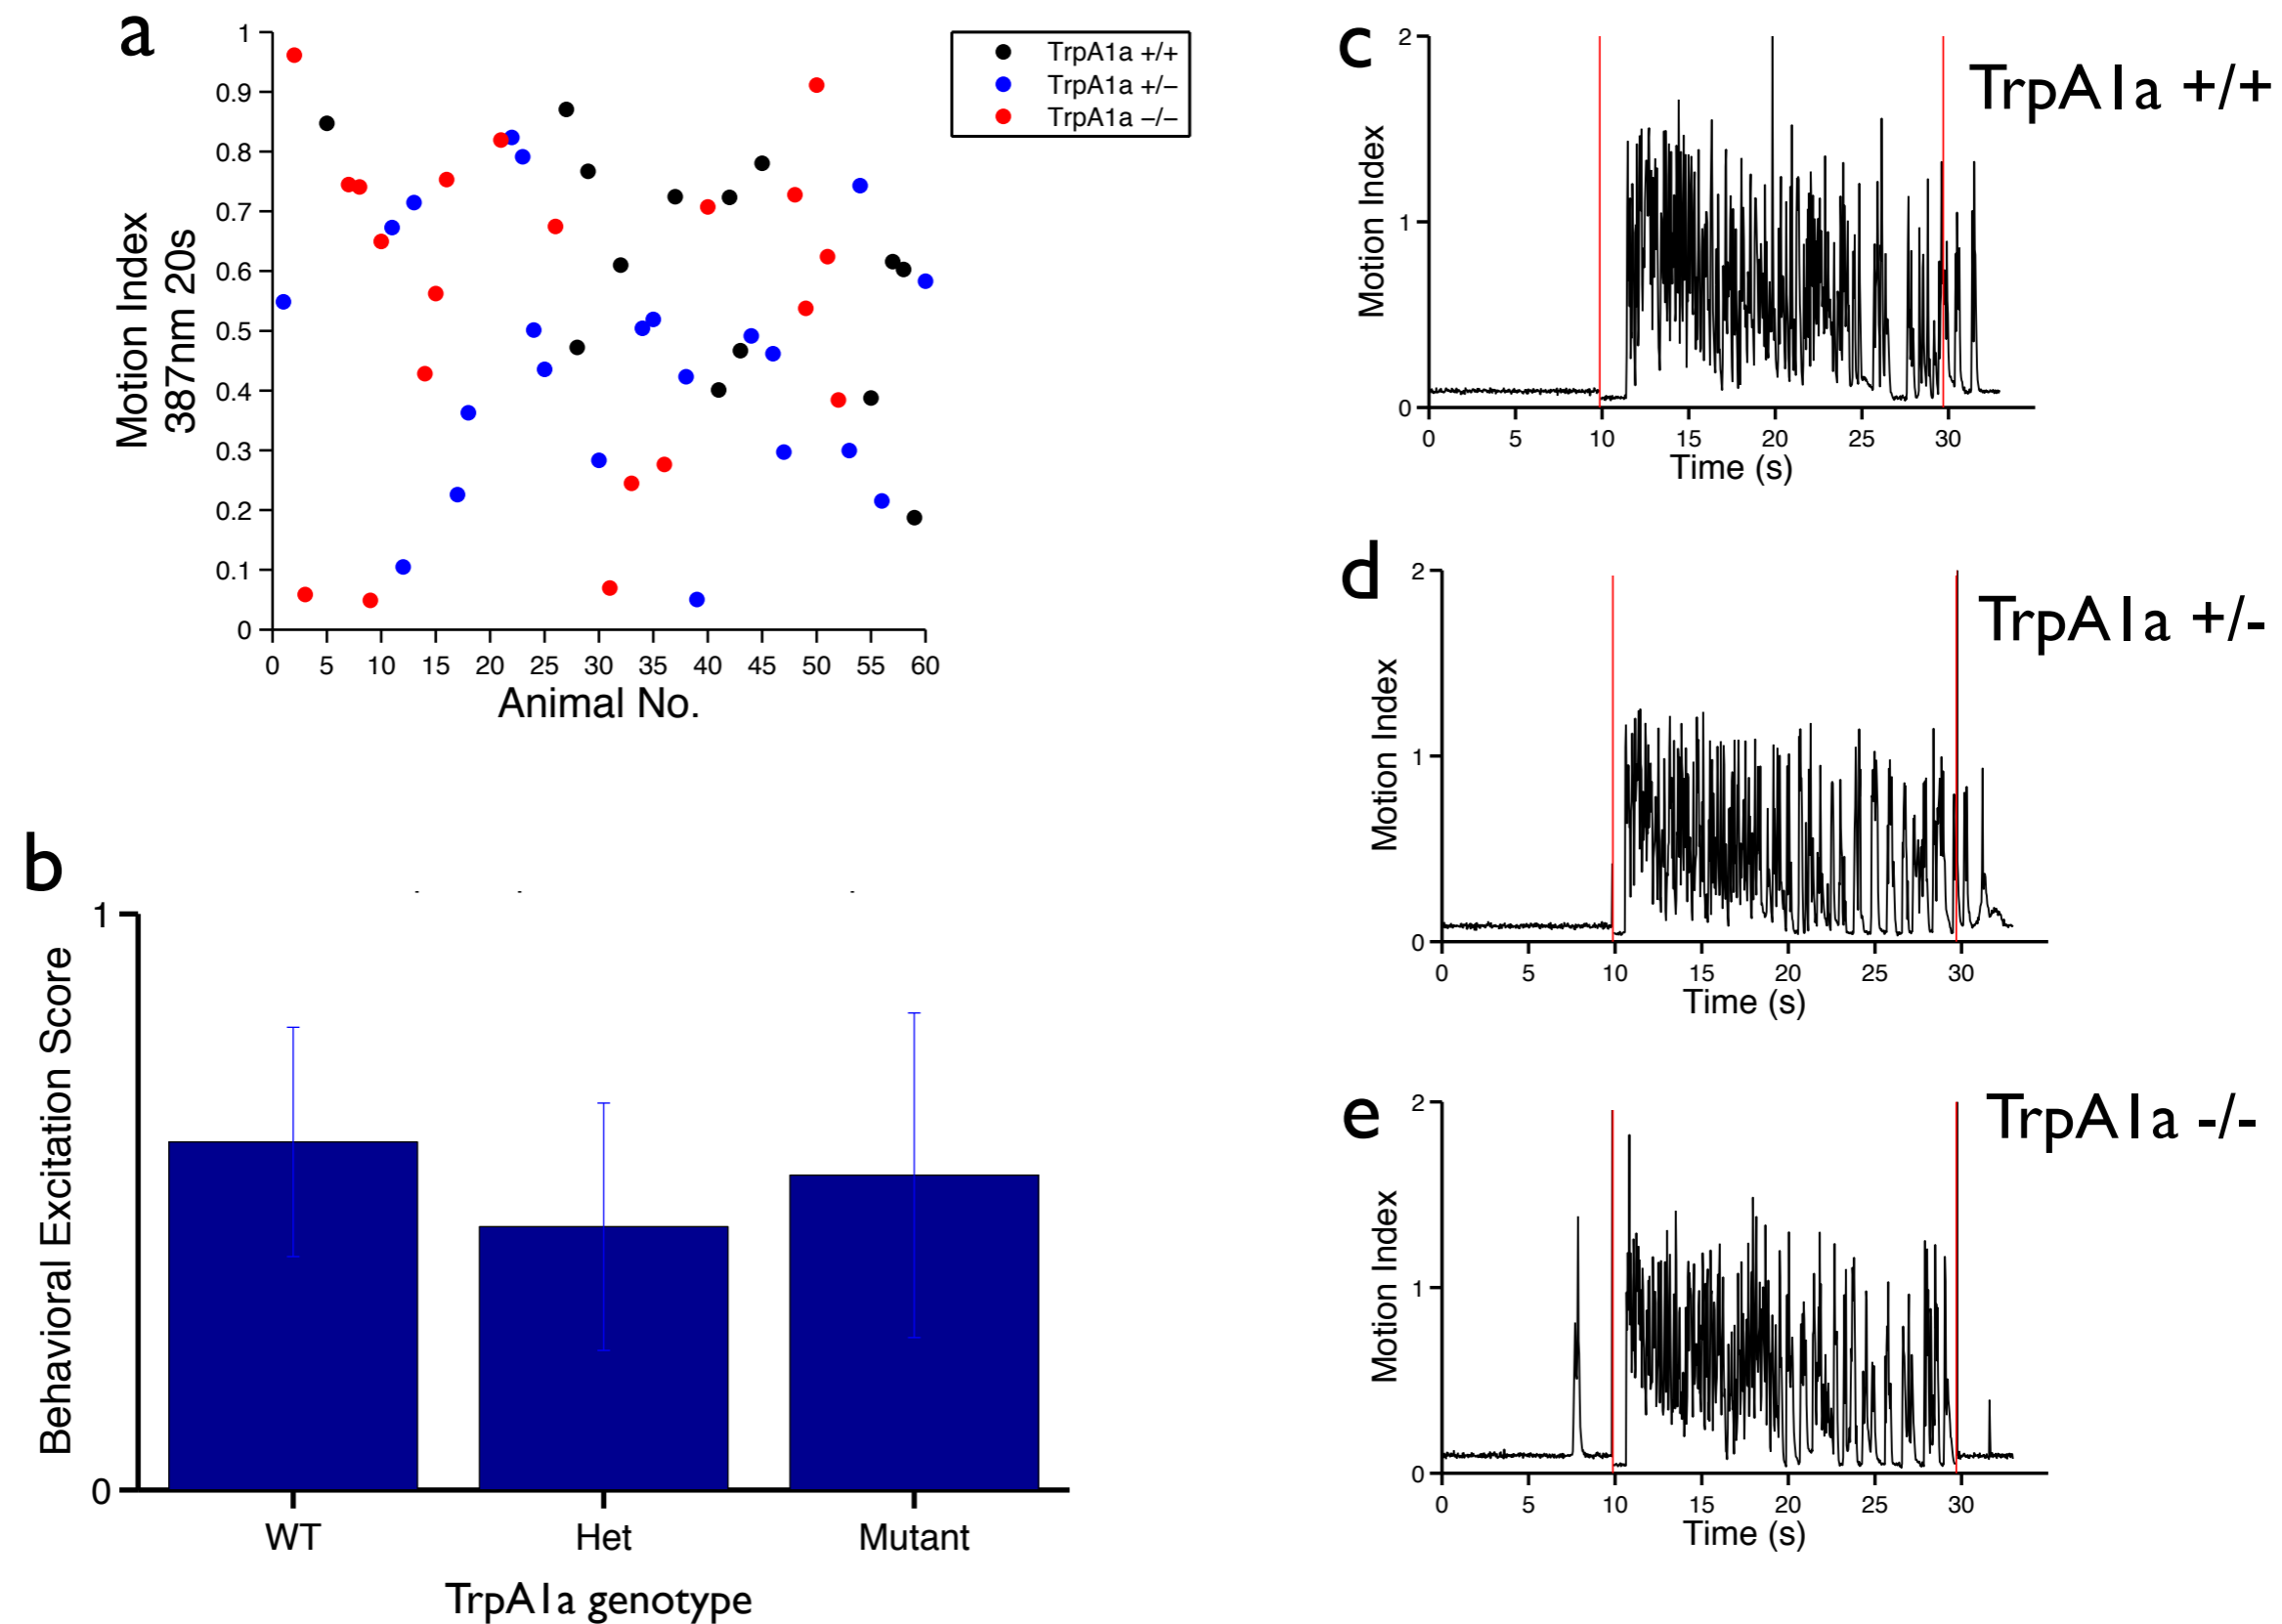 a
1
0.9
0.8
0.7
0.6
0.5
0.4
0.3
0.2
0.1
0
0 5 10 15 20 25 30 35 40 45 50 55 60
Motion Index
387nm 20s
Animal No.
TrpA1a +/+
TrpA1a +/−
TrpA1a −/−
b
1
0
Behavioral Excitation Score
WT Het Mutant
TrpA1a genotype
c
TrpA1a +/+
2
1
0
Motion Index
0 5 10 15 20 25 30
Time (s)
d
TrpA1a +/-
2
1
0
Motion Index
0 5 10 15 20 25 30
Time (s)
e
TrpA1a -/-
2
1
0
Motion Index
0 5 10 15 20 25 30
Time (s)